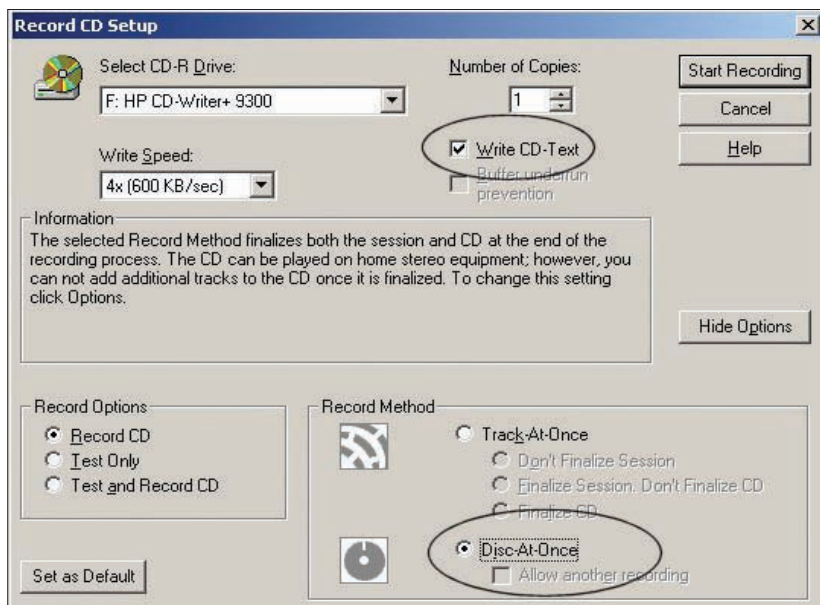 Record CD Setup
Select CD-R Drive:
F: HP CD-Writer+ 9300
Number of Copies:
1
Start Recording
Cancel
Write Speed:
Write CD-Text
Help
4x (600 KB/sec)
Buffer underrun
prevention
Information
The selected Record Method finalizes both the session and CD at the end of the
recording process. The CD can be played on home stereo equipment; however, you
can not add additional tracks to the CD once it is finalized. To change this setting
click Options.
Hide Options
Record Options
Record CD
Test Only
Test and Record CD
Record Method
Track-At-Once
Don't Finalize Session
Finalize Session. Don't Finalize CD
Finalize CD
Disc-At-Once
Allow another recording
Set as Default